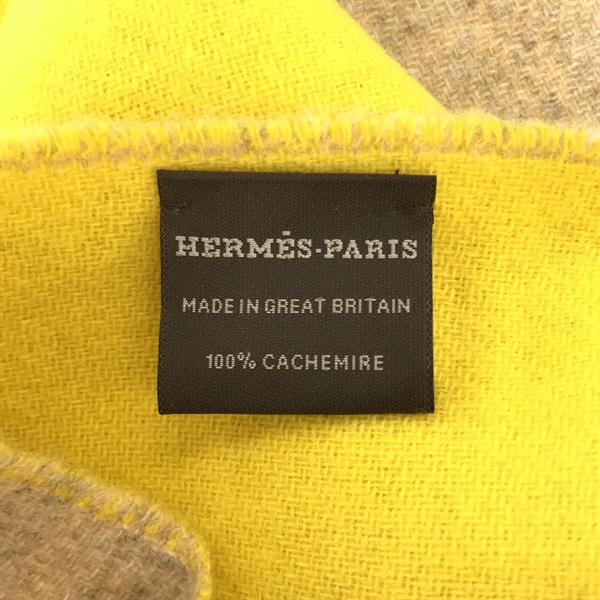 HERMÈS-PARIS
MADE IN GREAT BRITAIN
100% CACHEMIRE